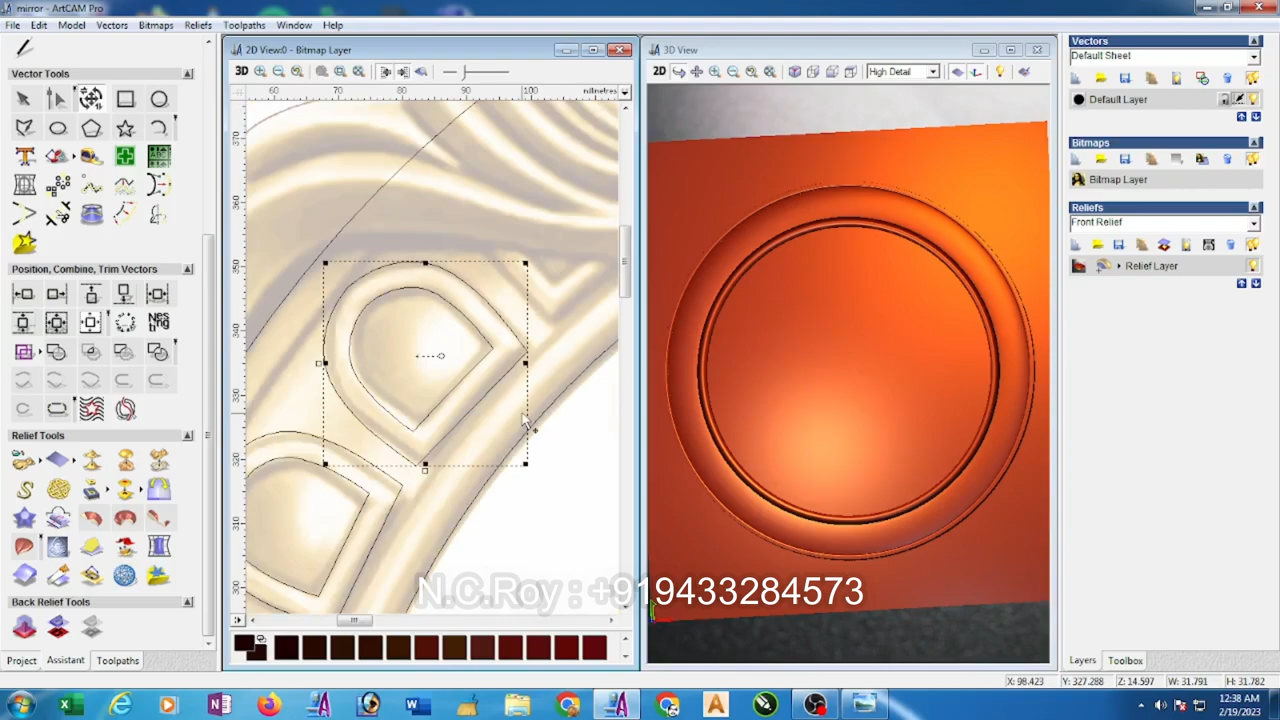 mirror - ArtCAM Pro
File Edit Model Vectors Bitmaps Reliefs Toolpaths Window Help
2D View:0 - Bitmap Layer
3D View
Vectors
Default Sheet
Vector Tools
3D
60 70 80 90 100 millimetres
2D
High Detail
Default Layer
370
360
350
340
330
320
310
300
Bitmaps
Bitmap Layer
Reliefs
Front Relief
Relief Layer
Position, Combine, Trim Vectors
Relief Tools
Back Relief Tools
N.C.Roy : +919433284573
Project Assistant Toolpaths
Layers Toolbox
X: 98.423 Y: 327.288 Z: 14.597 W: 31.791 H: 31.782
12:38 AM
2/19/2023